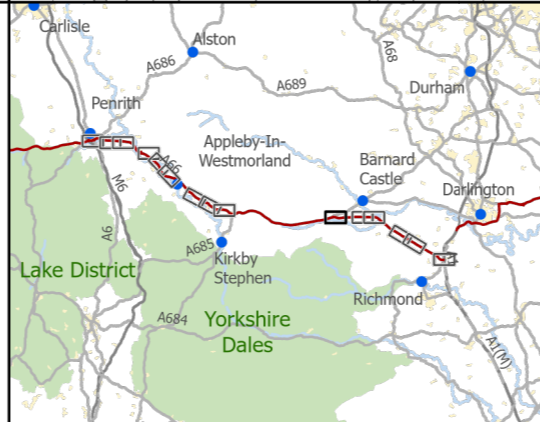 Carlisle
Alston
A686
A68
A689
Durham
Penrith
Appleby-In-
Westmorland
A66
Barnard
Castle
Darlington
M6
A6
A685
Lake District
Kirkby
Stephen
Richmond
A684
Yorkshire
Dales
A1(M)